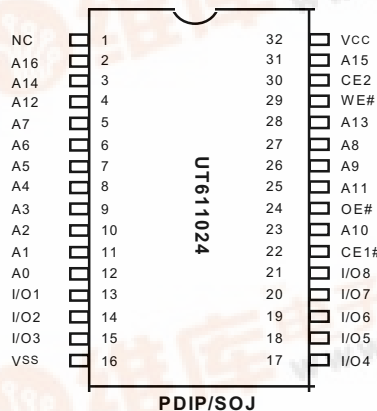 NC 1 32 VCC
A16 2 31 A15
A14 3 30 CE2
A12 4 29 WE#
A7 5 28 A13
A6 6 27 A8
A5 7 26 A9
A4 8 25 A11
A3 9 24 OE#
A2 10 23 A10
A1 11 22 CE1#
A0 12 21 I/O8
I/O1 13 20 I/O7
I/O2 14 19 I/O6
I/O3 15 18 I/O5
VSS 16 17 I/O4
UT611024
PDIP/SOJ